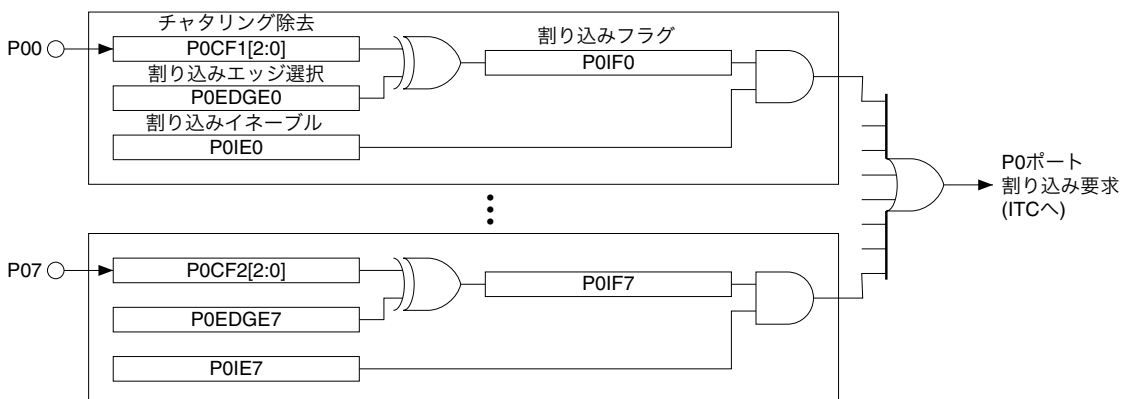 チャタリング除去
P00
P0CF1[2:0]
割り込みフラグ
P0IF0
割り込みエッジ選択
P0EDGE0
割り込みイネーブル
P0IE0
P0ポート
割り込み要求
(ITCへ)
P07
P0CF2[2:0]
P0IF7
P0EDGE7
P0IE7